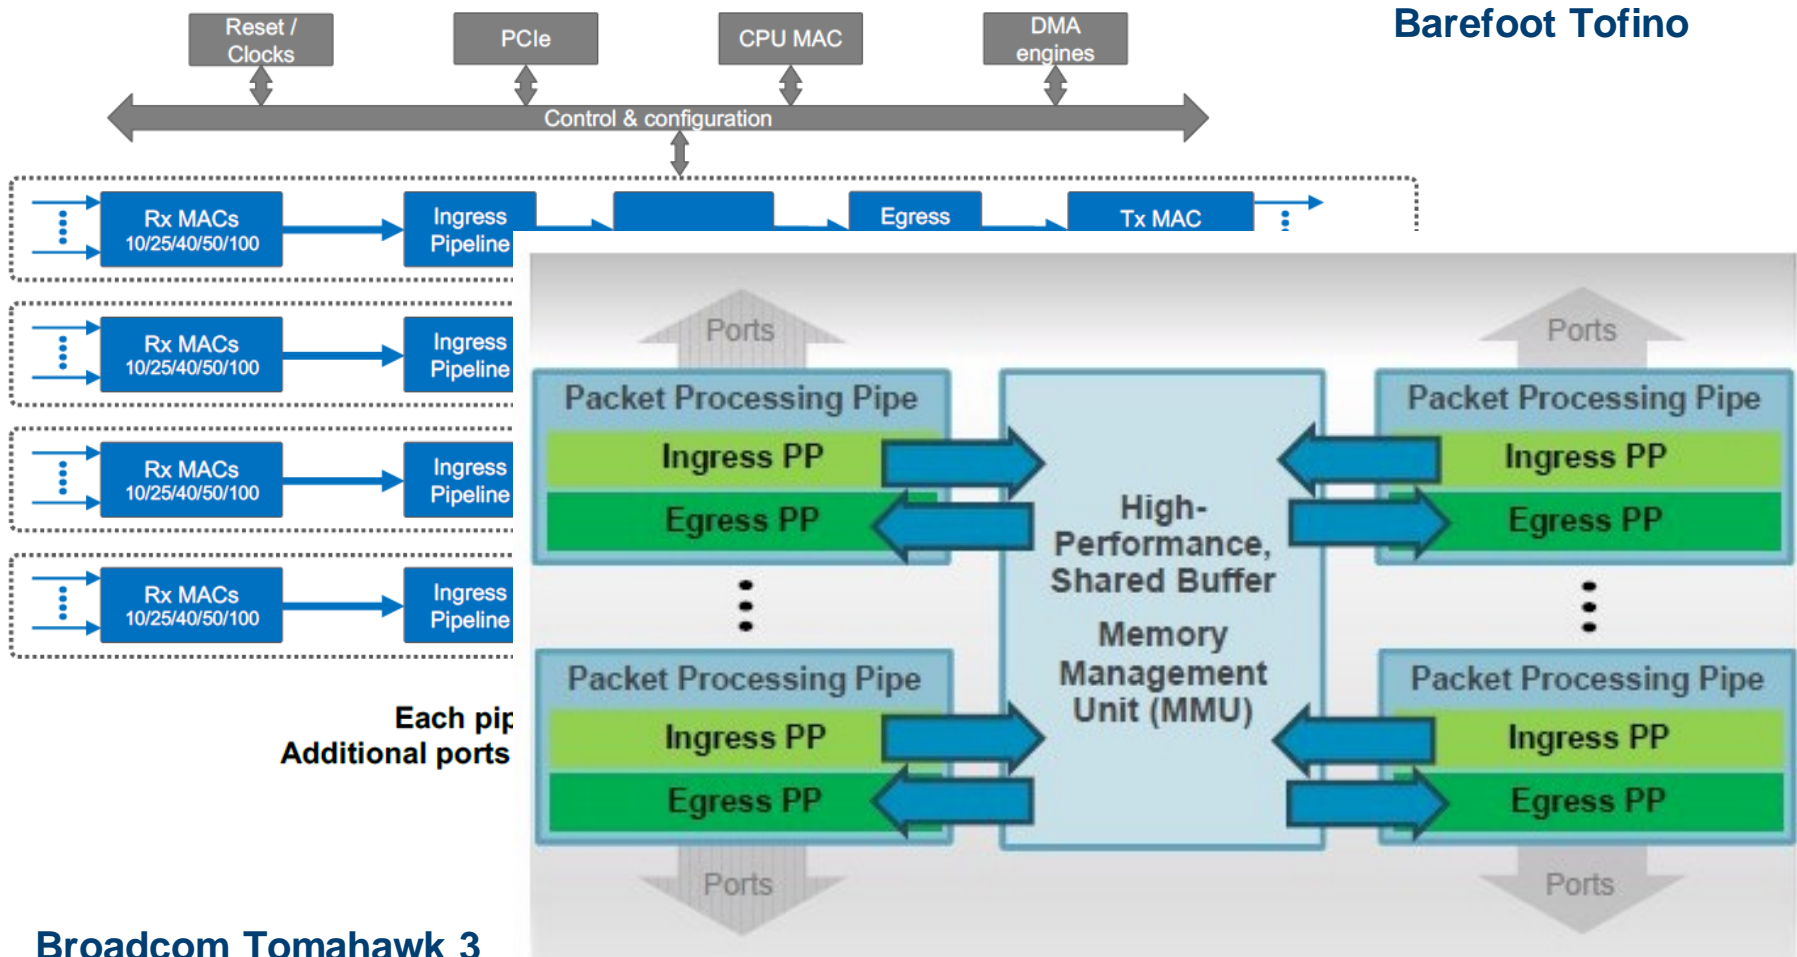 Barefoot Tofino
Reset /
Clocks
PCIe
CPU MAC
DMA
engines
Control & configuration
Rx MACs
10/25/40/50/100
Ingress
Pipeline
Egress
Tx MAC
Rx MACs
10/25/40/50/100
Ingress
Pipeline
Rx MACs
10/25/40/50/100
Ingress
Pipeline
Rx MACs
10/25/40/50/100
Ingress
Pipeline
Each pip
Additional ports
Ports
Ports
Packet Processing Pipe
Ingress PP
Egress PP
Packet Processing Pipe
Ingress PP
Egress PP
High-
Performance,
Shared Buffer
Memory
Management
Unit (MMU)
Packet Processing Pipe
Ingress PP
Egress PP
Packet Processing Pipe
Ingress PP
Egress PP
Ports
Ports
Broadcom Tomahawk 3